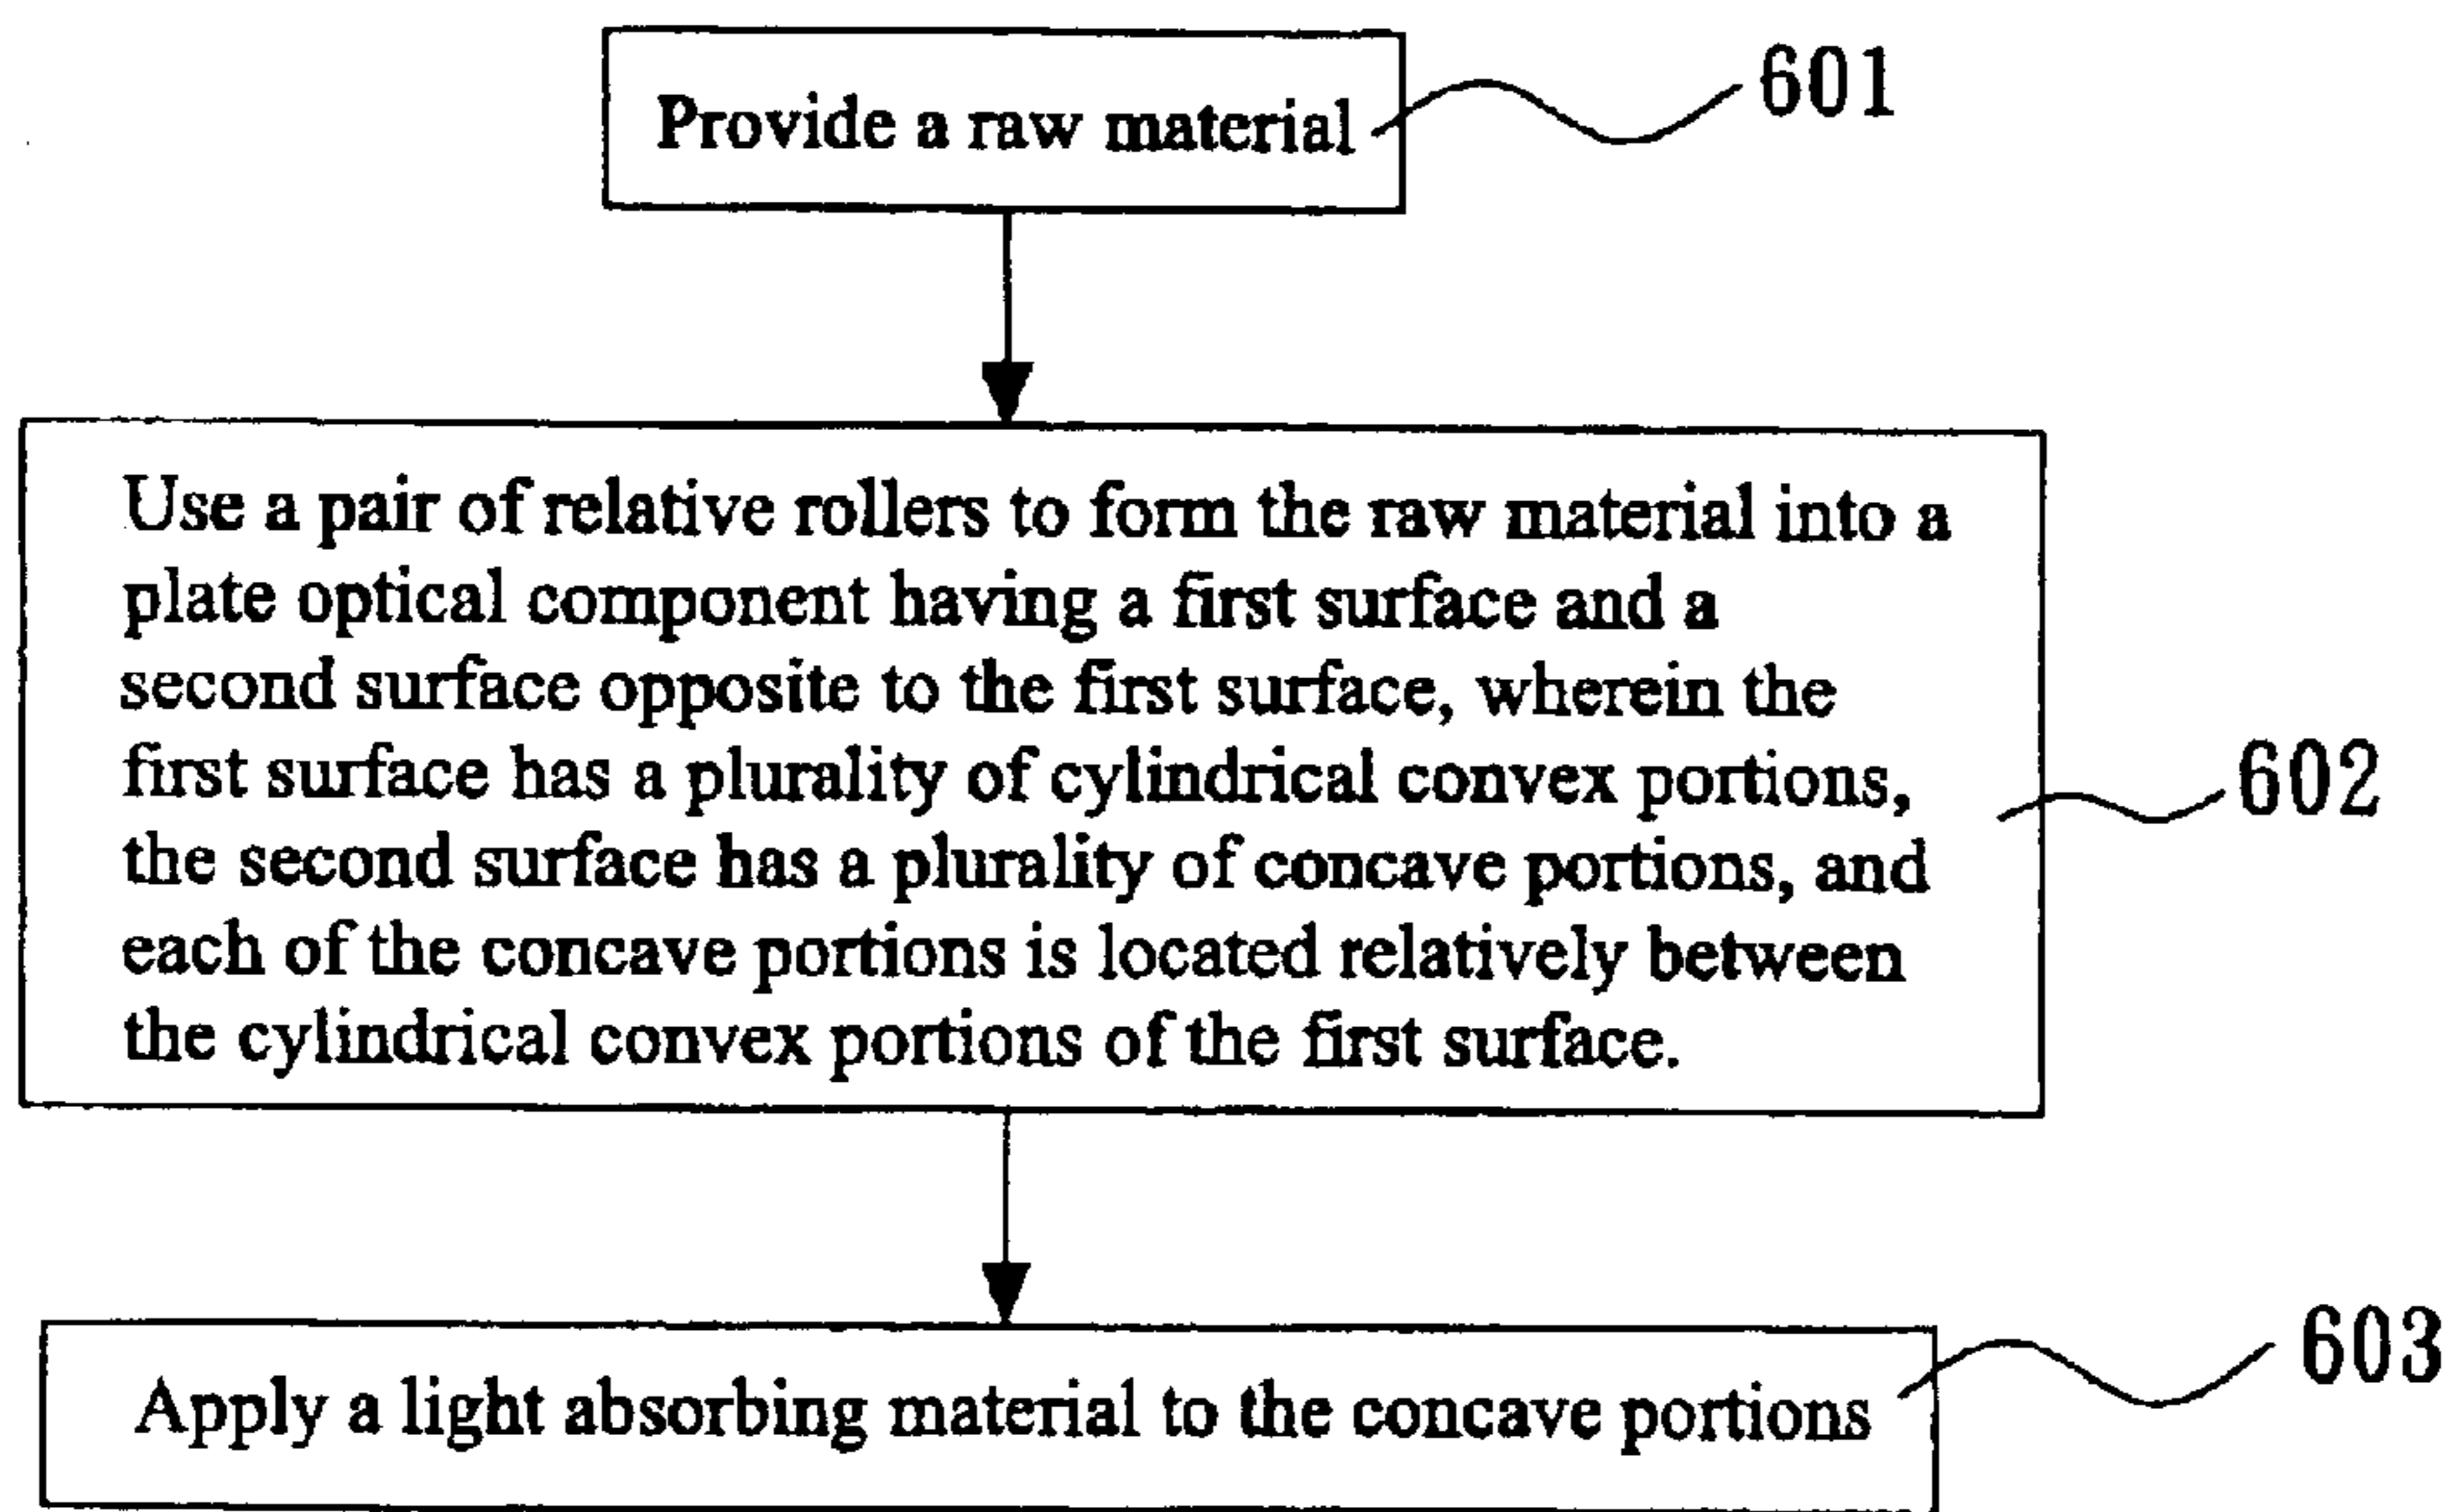 Provide a raw material
601
Use a pair of relative rollers to form the raw material into a
plate optical component having a first surface and a
second surface opposite to the first surface, wherein the
first surface has a plurality of cylindrical convex portions,
the second surface has a plurality of concave portions, and
each of the concave portions is located relatively between
the cylindrical convex portions of the first surface.
602
Apply a light absorbing material to the concave portions
603